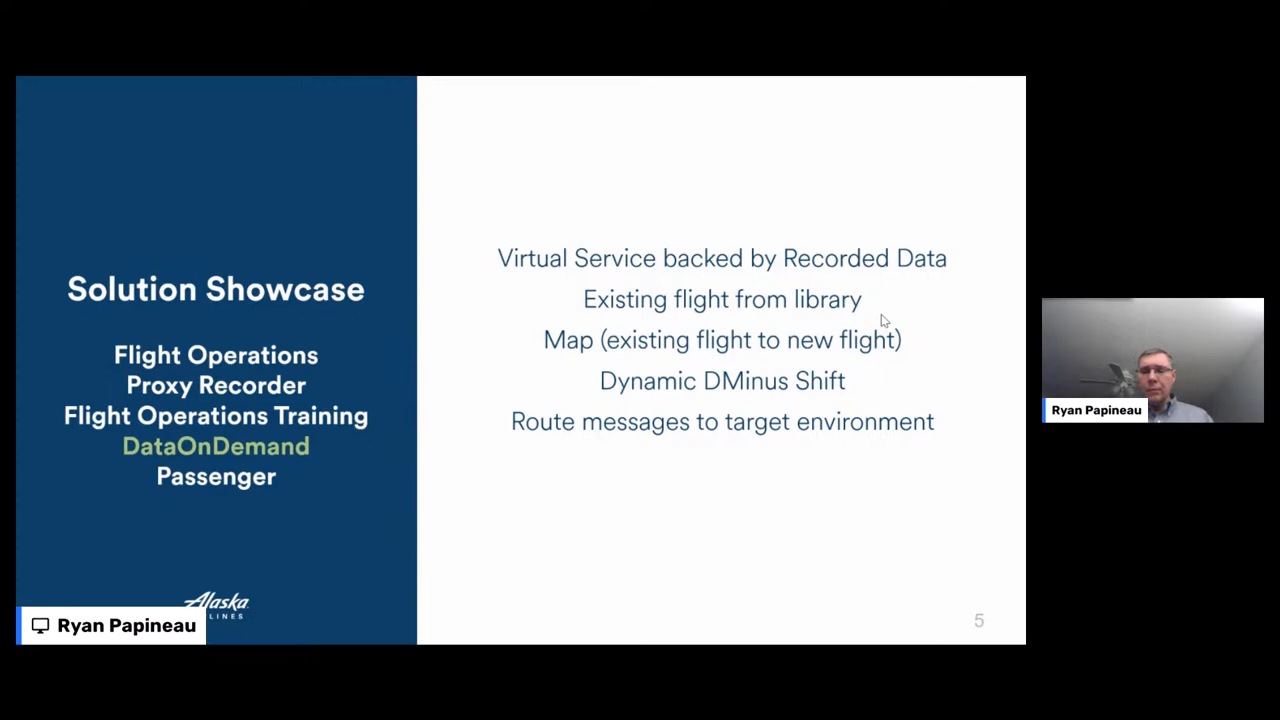 Solution Showcase
Flight Operations
Proxy Recorder
Flight Operations Training
DataOnDemand
Passenger
Alaska
LINES
Ryan Papineau
Virtual Service backed by Recorded Data
Existing flight from library
Map (existing flight to new flight)
Dynamic DMinus Shift
Route messages to target environment
5
Ryan Papineau